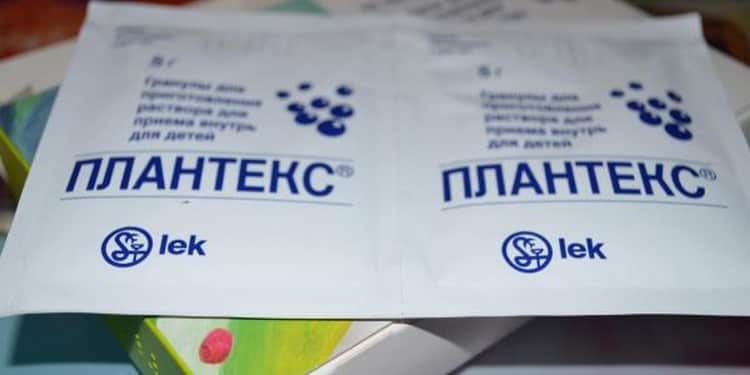 5 г
Гранулы для
приготовления
раствора для
приема внутрь
для детей
ПЛАНТЕКС®
lek
5 г
Гранулы для
приготовления
раствора для
приема внутрь
для детей
ПЛАНТЕКС®
lek